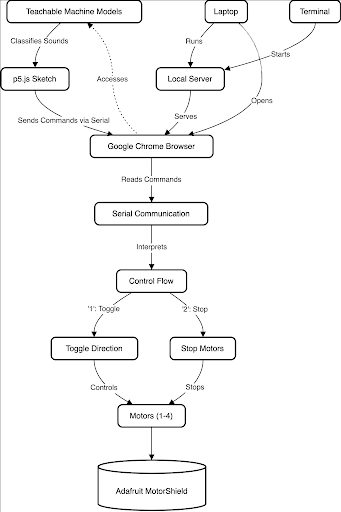 Teachable Machine Models
Laptop
Terminal
Classifies Sounds
Runs
Starts
p5.js Sketch
Accesses
Local Server
Opens
Sends Commands via Serial
Serves
Google Chrome Browser
Reads Commands
Serial Communication
Interprets
Control Flow
'1': Toggle
'2': Stop
Toggle Direction
Stop Motors
Controls
Stops
Motors (1-4)
Adafruit MotorShield